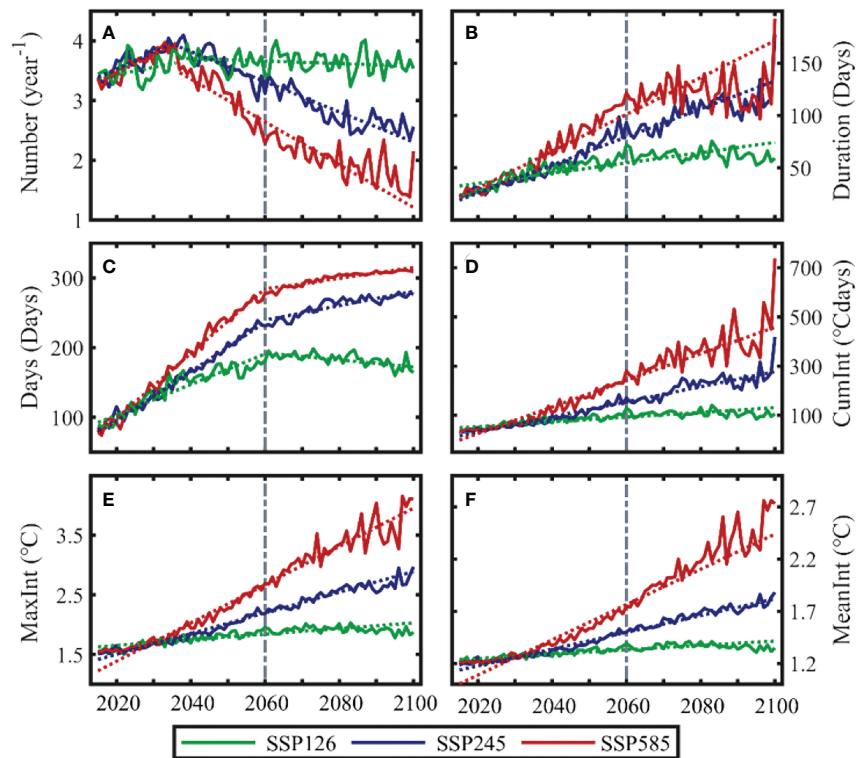 A
Number (year⁻¹)
4
3
2
1
B
Duration (Days)
150
100
50
C
Days (Days)
300
200
100
D
CumInt (°Cdays)
700
500
300
100
E
MaxInt (°C)
3.5
2.5
1.5
F
MeanInt (°C)
2.7
2.2
1.7
1.2
2020 2040 2060 2080 2100
2020 2040 2060 2080 2100
SSP126 SSP245 SSP585